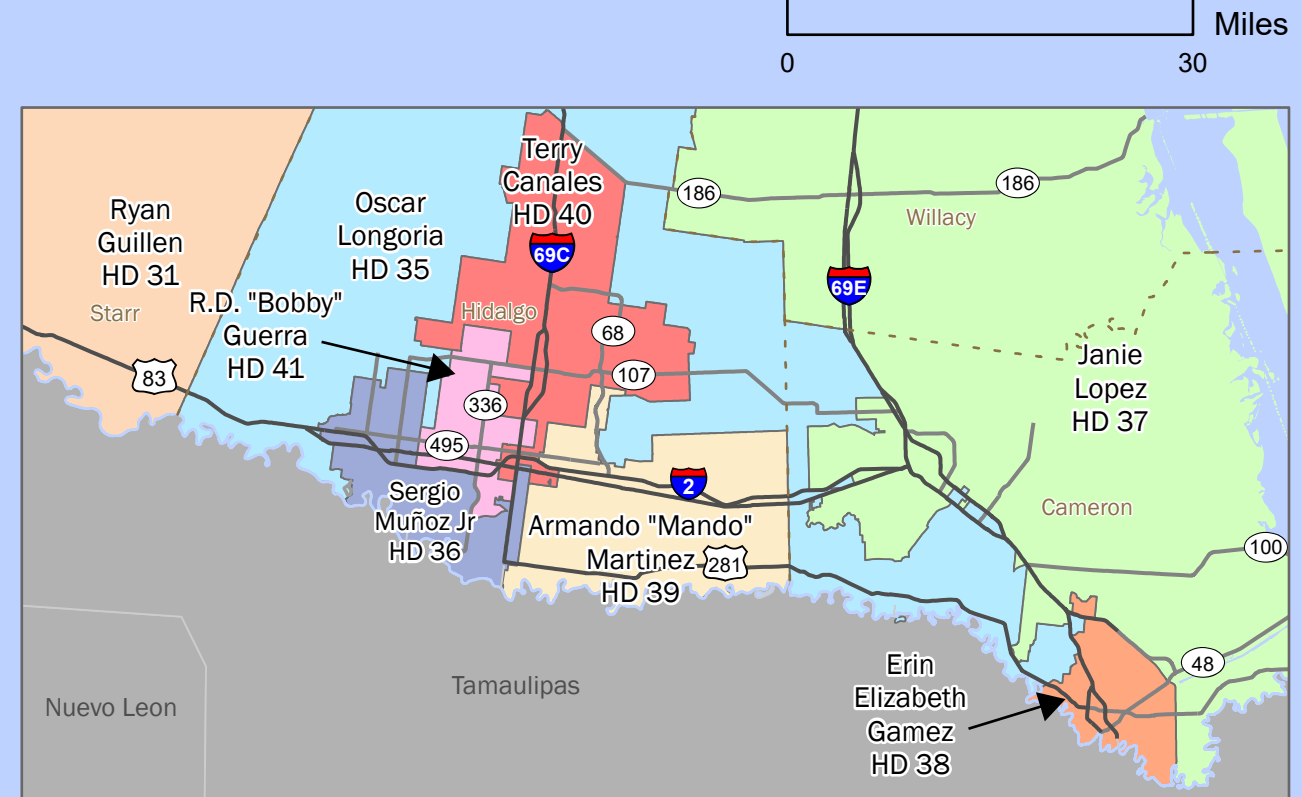 Miles
0
30
Terry
Canales
HD 40
186
186
Ryan
Guillen
HD 31
Oscar
Longoria
HD 35
Willacy
69C
69E
Starr
R.D. "Bobby"
Guerra
HD 41
Hidalgo
68
83
107
Janie
Lopez
HD 37
336
495
2
Sergio
Muñoz Jr
HD 36
Armando "Mando"
Martinez
HD 39
281
Cameron
100
Erin
Elizabeth
Gamez
HD 38
48
Tamaulipas
Nuevo Leon